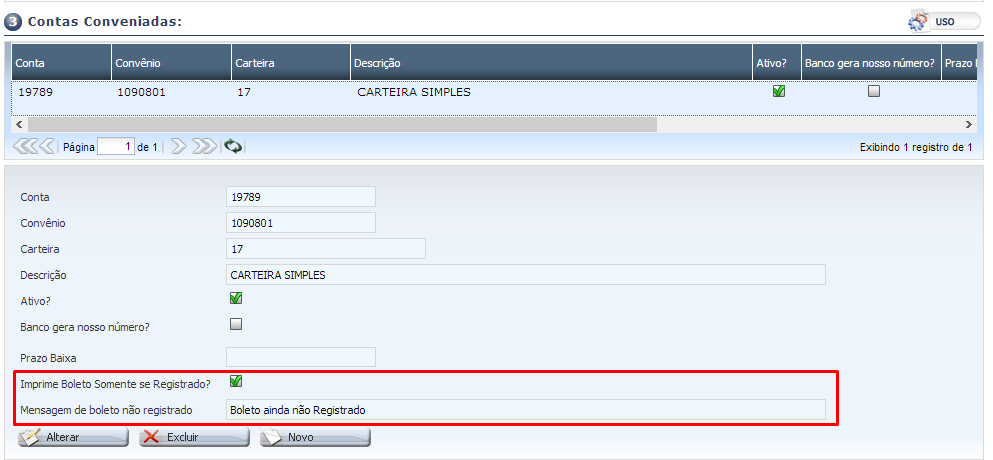 3 Contas Conveniadas:
USO
Conta Convênio Carteira Descrição Ativo? Banco gera nosso número? Prazo
19789 1090801 17 CARTEIRA SIMPLES
Página 1 de 1 Exibindo 1 registro de 1
Conta 19789
Convênio 1090801
Carteira 17
Descrição CARTEIRA SIMPLES
Ativo?
Banco gera nosso número?
Prazo Baixa
Imprime Boleto Somente se Registrado?
Mensagem de boleto não registrado Boleto ainda não Registrado
Alterar Excluir Novo